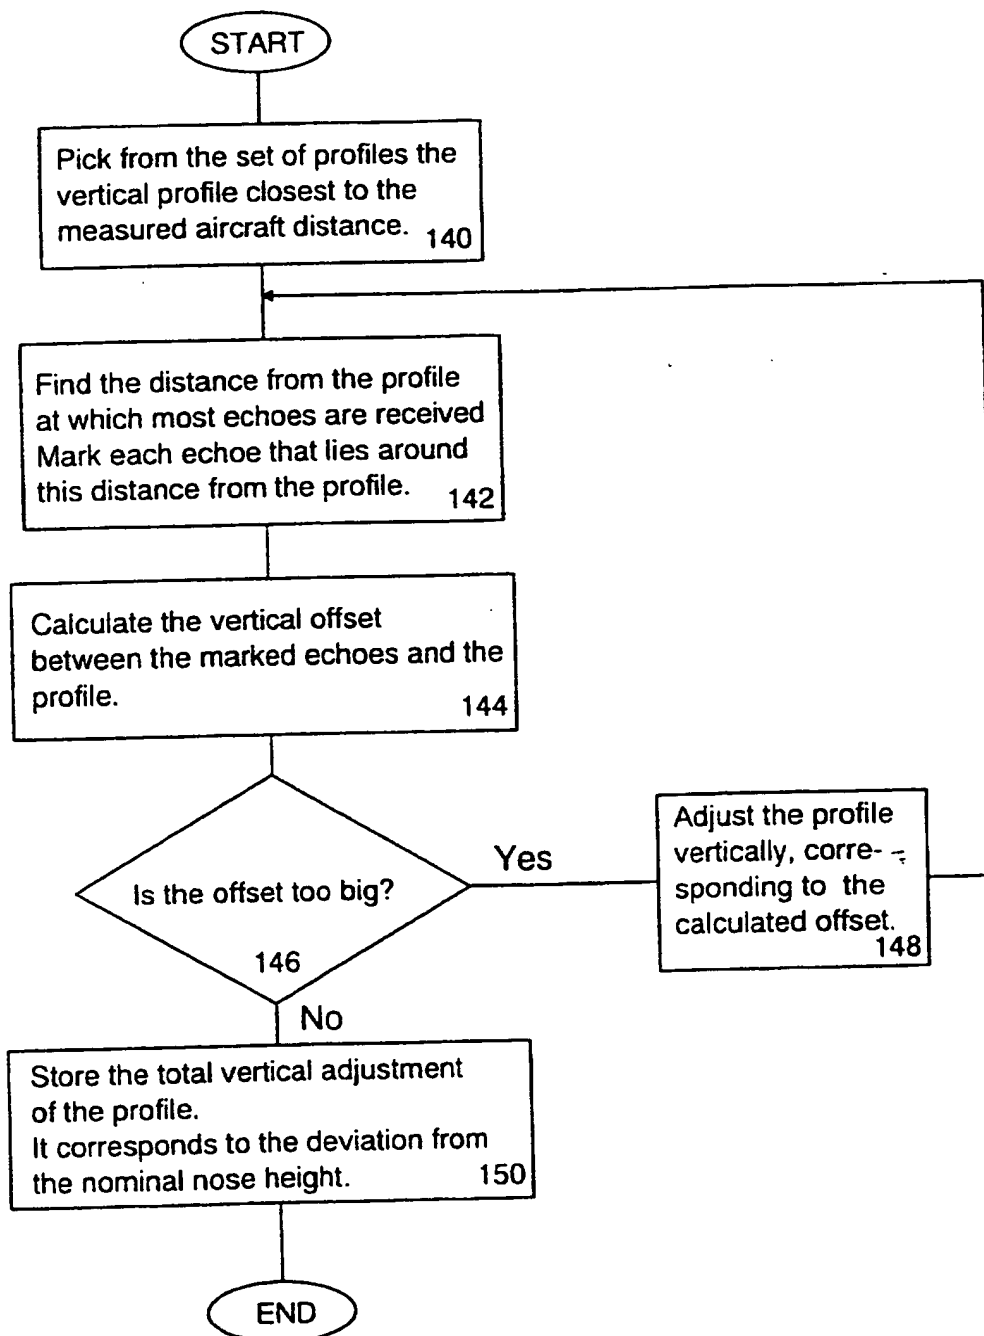 START
Pick from the set of profiles the
vertical profile closest to the
measured aircraft distance. 140
Find the distance from the profile
at which most echoes are received
Mark each echoe that lies around
this distance from the profile. 142
Calculate the vertical offset
between the marked echoes and the
profile. 144
Is the offset too big?
146
Yes
Adjust the profile
vertically, corre-
sponding to the
calculated offset.
148
No
Store the total vertical adjustment
of the profile.
It corresponds to the deviation from
the nominal nose height. 150
END